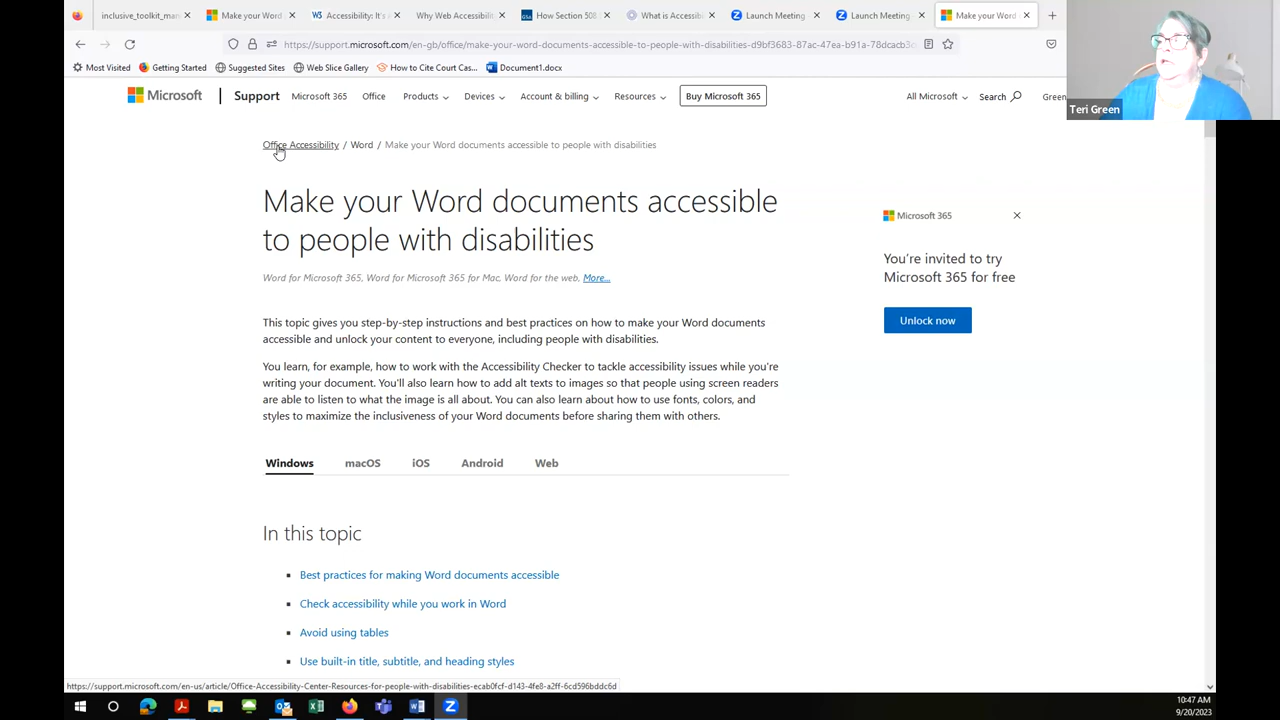 inclusive_toolkit_man
Make your Word
Accessibility: It's
Why Web Accessibilit
How Section 508
What is Accessibi
Launch Meeting
Launch Meeting
Make your Word
https://support.microsoft.com/en-gb/office/make-your-word-documents-accessible-to-people-with-disabilities-d9bf3683-87ac-47ea-b91a-78dcacb3c
Most Visited
Getting Started
Suggested Sites
Web Slice Gallery
How to Cite Court Cas...
Document1.docx
Teri Green
Microsoft
Support
Microsoft 365
Office
Products
Devices
Account & billing
Resources
Buy Microsoft 365
All Microsoft
Search
Green
Office Accessibility / Word / Make your Word documents accessible to people with disabilities
Make your Word documents accessible
to people with disabilities
Word for Microsoft 365, Word for Microsoft 365 for Mac, Word for the web, More...
This topic gives you step-by-step instructions and best practices on how to make your Word documents
accessible and unlock your content to everyone, including people with disabilities.
You learn, for example, how to work with the Accessibility Checker to tackle accessibility issues while you're
writing your document. You'll also learn how to add alt texts to images so that people using screen readers
are able to listen to what the image is all about. You can also learn about how to use fonts, colors, and
styles to maximize the inclusiveness of your Word documents before sharing them with others.
Microsoft 365
You're invited to try
Microsoft 365 for free
Unlock now
Windows
macOS
iOS
Android
Web
In this topic
Best practices for making Word documents accessible
Check accessibility while you work in Word
Avoid using tables
Use built-in title, subtitle, and heading styles
https://support.microsoft.com/en-us/article/Office-Accessibility-Center-Resources-for-people-with-disabilities-ecab0fcf-d143-4fe8-a2ff-6cd596bddc6d
10:47 AM
9/20/2023